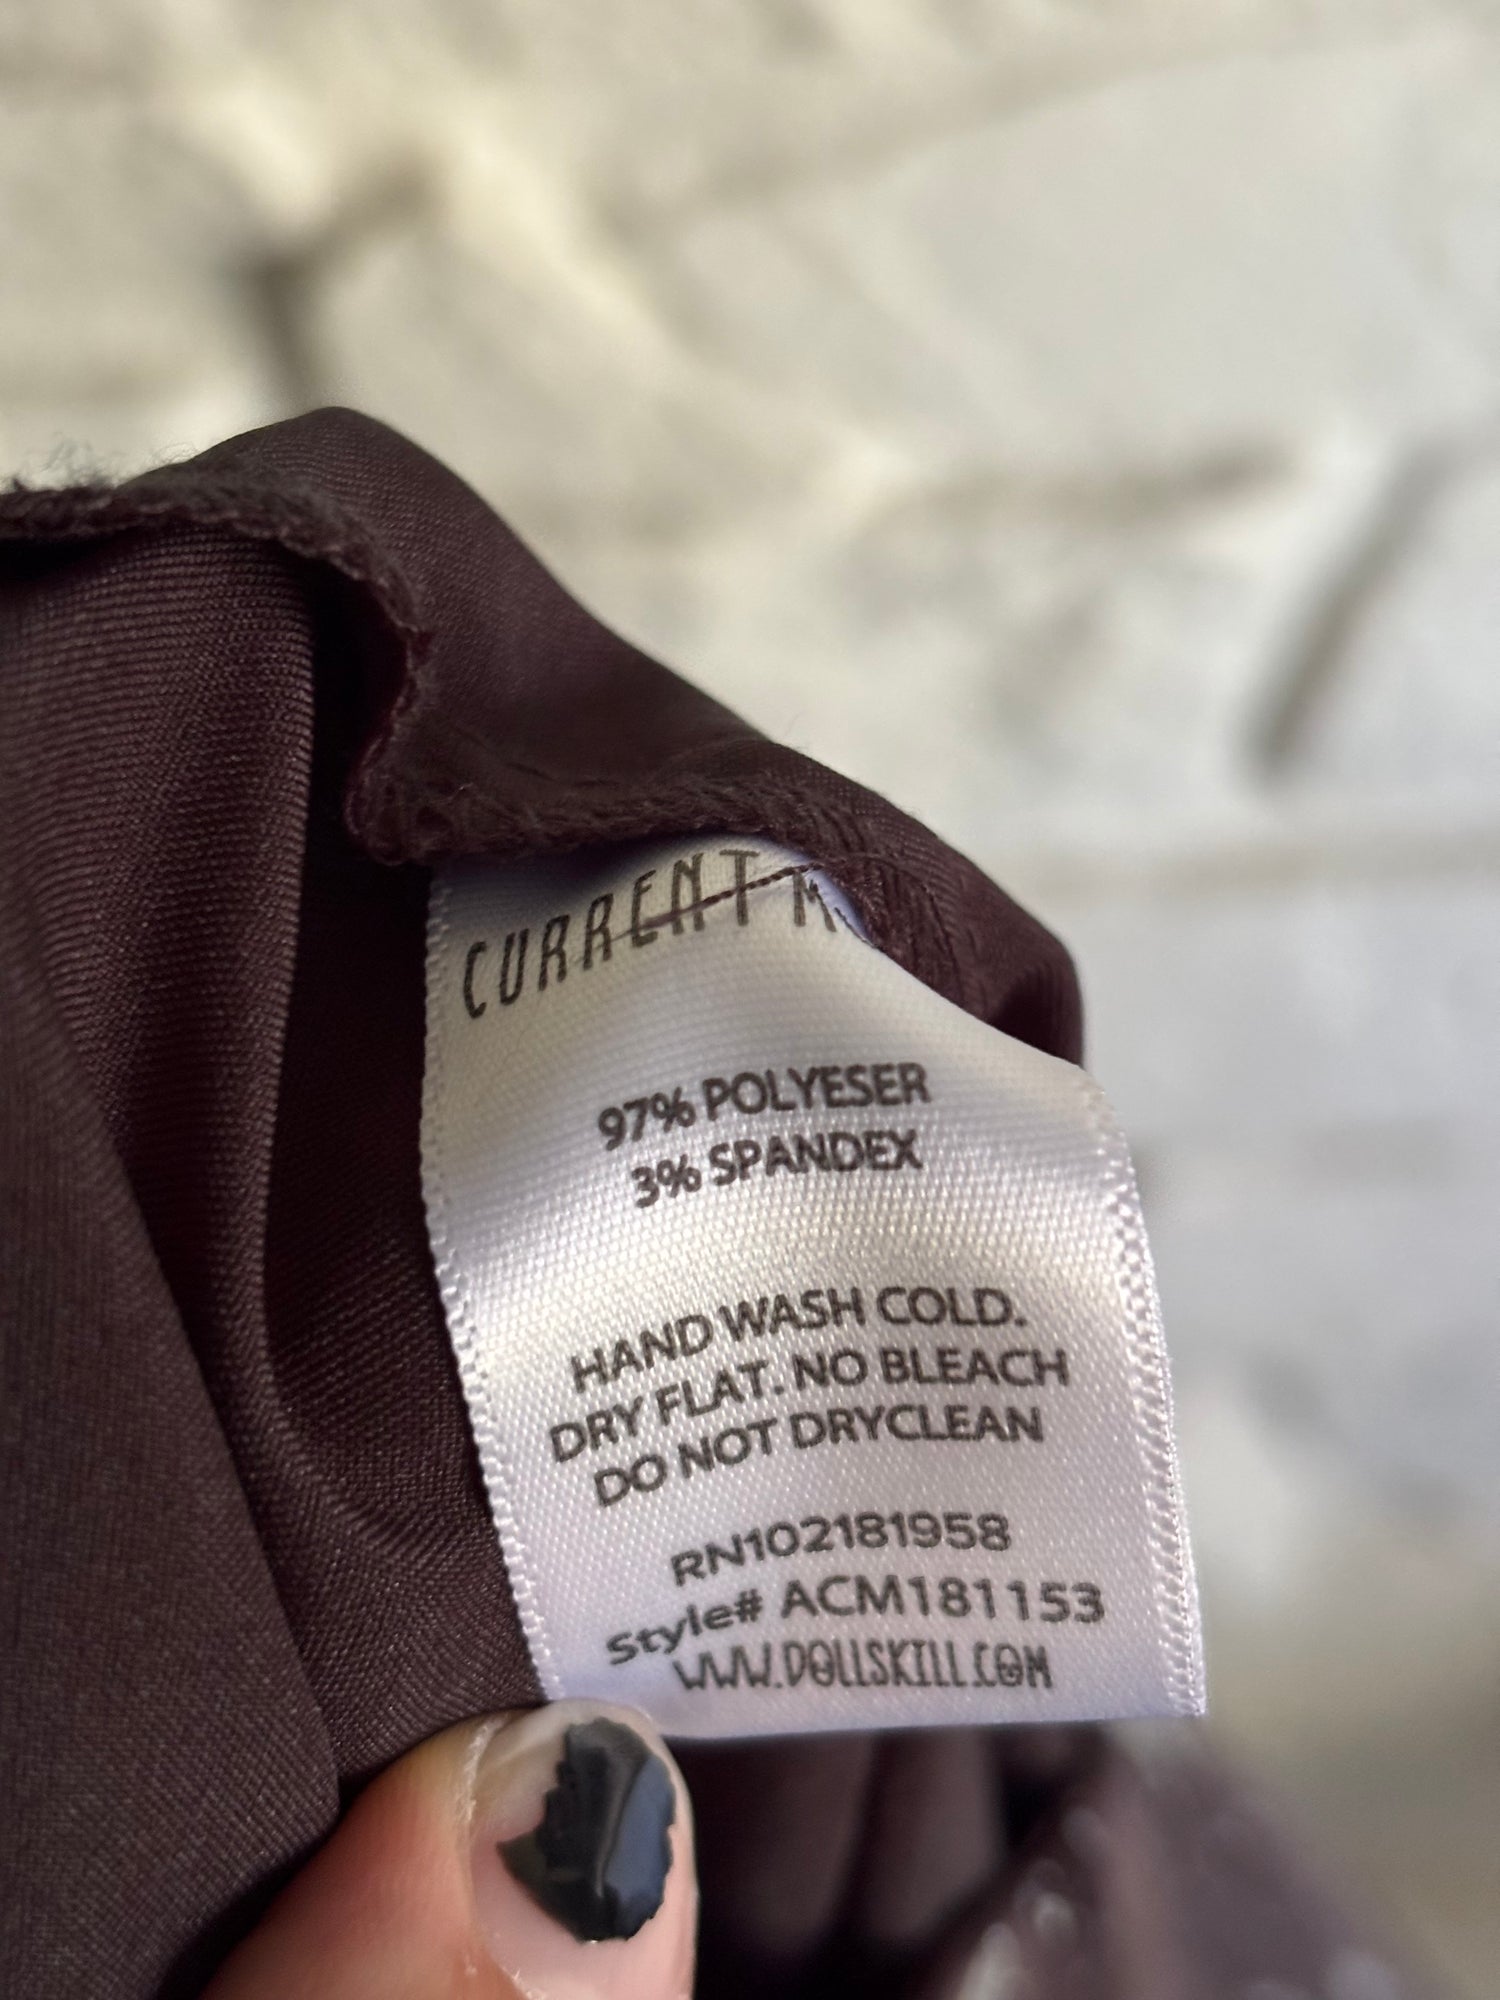 CURRENT M
97% POLYESER
3% SPANDEX
HAND WASH COLD.
DRY FLAT. NO BLEACH
DO NOT DRYCLEAN
RN102181958
Style# ACM181153
WWW.DOLLSKILL.COM